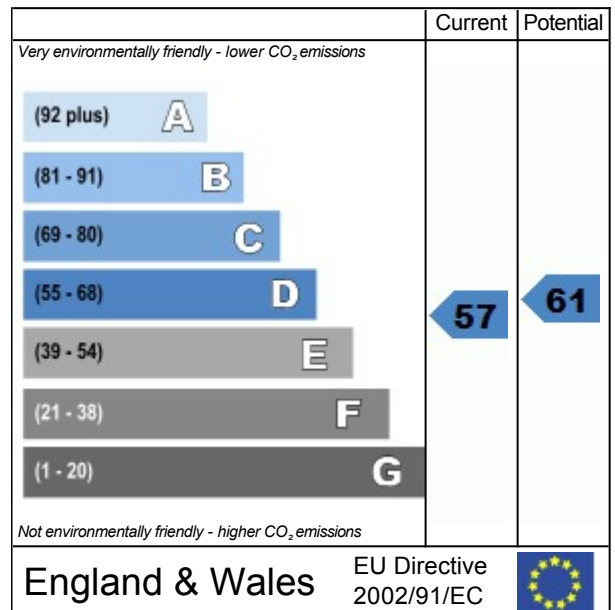 Current Potential
Very environmentally friendly - lower CO₂ emissions
(92 plus) A
(81 - 91) B
(69 - 80) C
(55 - 68) D
(39 - 54) E
(21 - 38) F
(1 - 20) G
57
61
Not environmentally friendly - higher CO₂ emissions
England & Wales
EU Directive
2002/91/EC